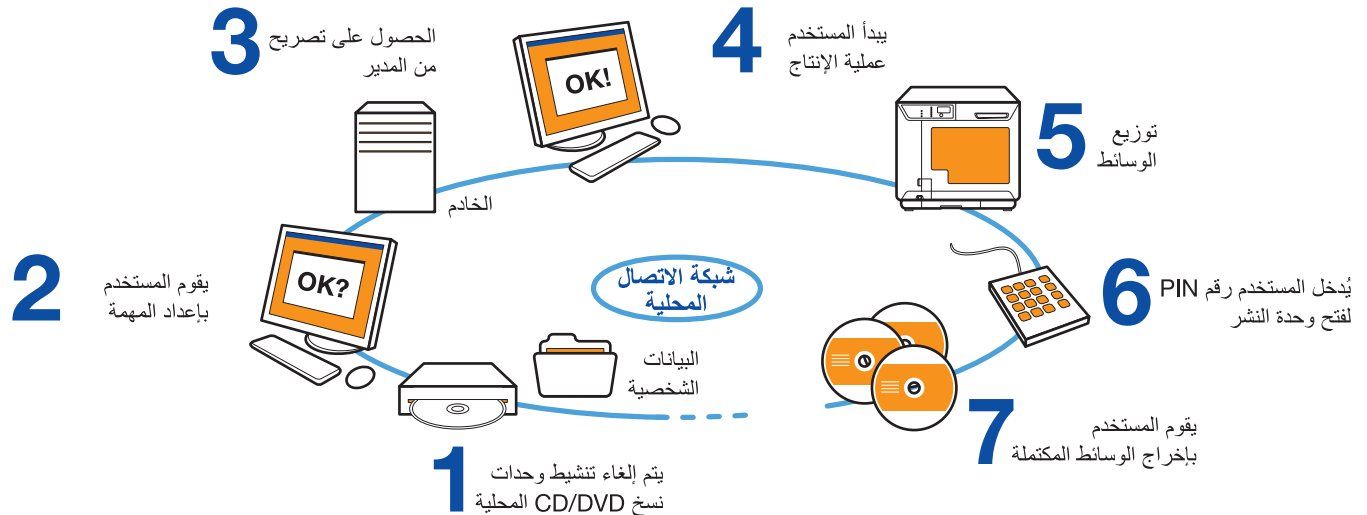 3
الحصول على تصريح
من المدير
OK!
4
يبدأ المستخدم
عملية الإنتاج
5
توزيع
الوسائط
الخادم
2
يقوم المستخدم
بإعداد المهمة
OK?
شبكة الاتصال
المحلية
6
يُدخل المستخدم رقم PIN
لفتح وحدة النشر
البيانات
الشخصية
1
يتم إلغاء تنشيط وحدات
نسخ CD/DVD المحلية
7
يقوم المستخدم
بإخراج الوسائط المكتملة